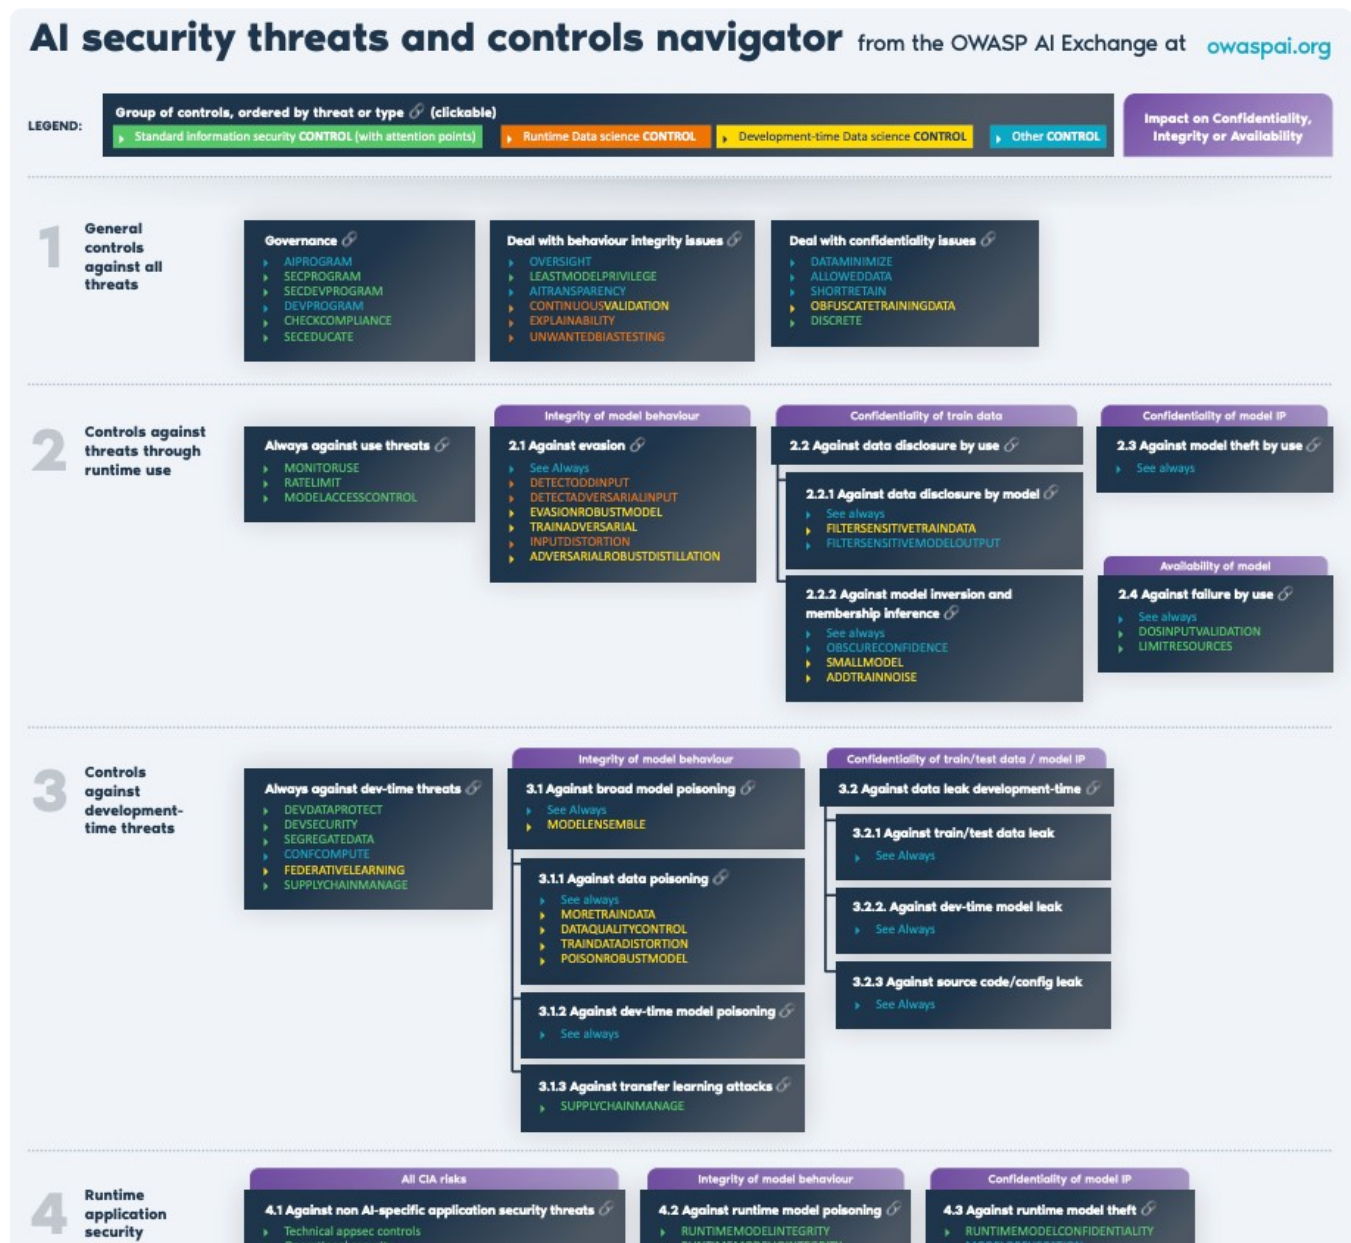 AI security threats and controls navigator from the OWASP AI Exchange at owaspai.org
LEGEND:
Group of controls, ordered by threat or type (clickable)
Standard information security CONTROL (with attention points)
Runtime Data science CONTROL
Development-time Data science CONTROL
Other CONTROL
Impact on Confidentiality,
Integrity or Availability
1
General
controls
against all
threats
Governance
AIPROGRAM
SECPROGRAM
SECDEVPROGRAM
DEVPROGRAM
CHECKCOMPLIANCE
SECEDUCATE
Deal with behaviour integrity issues
OVERSIGHT
LEASTMODELPRIVILEGE
AITRANSPARENCY
CONTINUOUSVALIDATION
EXPLAINABILITY
UNWANTEDBIASTESTING
Deal with confidentiality issues
DATAMINIMIZE
ALLOWEDDATA
SHORTRETAIN
OBFUSCATETRAININGDATA
DISCRETE
2
Controls against
threats through
runtime use
Always against use threats
MONITORUSE
RATELIMIT
MODELACCESSCONTROL
Integrity of model behaviour
2.1 Against evasion
See Always
DETECTODDINPUT
DETECTADVERSARIALINPUT
EVASIONROBUSTMODEL
TRAINADVERSARIAL
INPUTDISTORTION
ADVERSARIALROBUSTDISTILLATION
Confidentiality of train data
2.2 Against data disclosure by use
2.2.1 Against data disclosure by model
See always
FILTERSENSITIVETRAINDATA
FILTERSENSITIVEMODELOUTPUT
2.2.2 Against model inversion and
membership inference
See always
OBSCURECONFIDENCE
SMALLMODEL
ADDTRAINNOISE
Confidentiality of model IP
2.3 Against model theft by use
See always
Availability of model
2.4 Against failure by use
See always
DOSINPUTVALIDATION
LIMITRESOURCES
3
Controls
against
development-
time threats
Always against dev-time threats
DEVDATAPROTECT
DEVSECURITY
SEGREGATEDATA
CONFCOMPUTE
FEDERATIVELEARNING
SUPPLYCHAINMANAGE
Integrity of model behaviour
3.1 Against broad model poisoning
See Always
MODELENSEMBLE
3.1.1 Against data poisoning
See always
MORETRAINDATA
DATAQUALITYCONTROL
TRAINDATADISTORTION
POISONROBUSTMODEL
3.1.2 Against dev-time model poisoning
See always
3.1.3 Against transfer learning attacks
SUPPLYCHAINMANAGE
Confidentiality of train/test data / model IP
3.2 Against data leak development-time
3.2.1 Against train/test data leak
See Always
3.2.2. Against dev-time model leak
See Always
3.2.3 Against source code/config leak
See Always
4
Runtime
application
security
All CIA risks
4.1 Against non AI-specific application security threats
Technical appsec controls
Integrity of model behaviour
4.2 Against runtime model poisoning
RUNTIMEMODELINTEGRITY
Confidentiality of model IP
4.3 Against runtime model theft
RUNTIMEMODELCONFIDENTIALITY